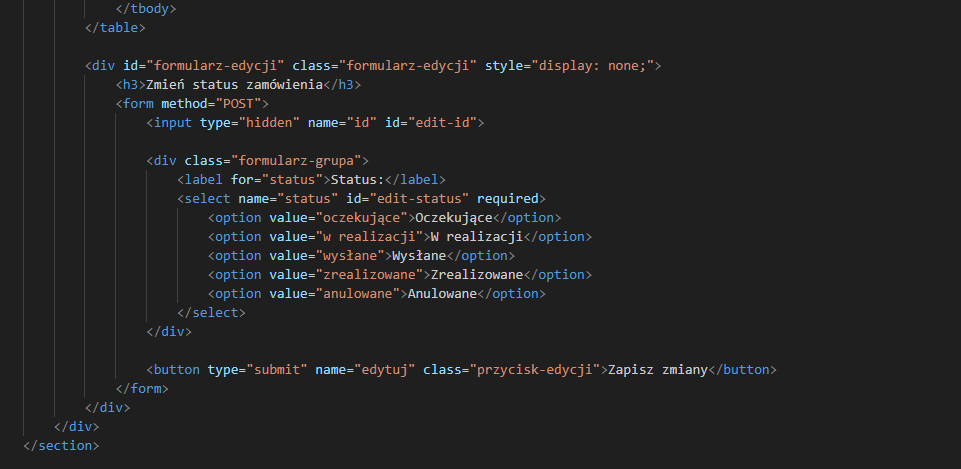 </tbody>
</table>
<div id="formularz-edycji" class="formularz-edycji" style="display: none;">
<h3>Zmień status zamówienia</h3>
<form method="POST">
<input type="hidden" name="id" id="edit-id">
<div class="formularz-grupa">
<label for="status">Status:</label>
<select name="status" id="edit-status" required>
<option value="oczekujące">Oczekujące</option>
<option value="w realizacji">W realizacji</option>
<option value="wysłane">Wysłane</option>
<option value="zrealizowane">Zrealizowane</option>
<option value="anulowane">Anulowane</option>
</select>
</div>
<button type="submit" name="edytuj" class="przycisk-edycji">Zapisz zmiany</button>
</form>
</div>
</div>
</section>